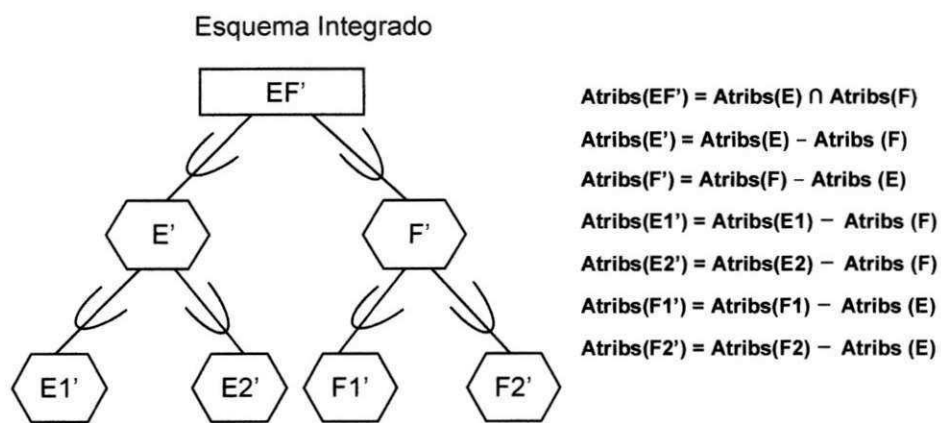 Esquema Integrado
EF'
E'
F'
E1'
E2'
F1'
F2'
Atribs(EF') = Atribs(E) ∩ Atribs(F)
Atribs(E') = Atribs(E) – Atribs (F)
Atribs(F') = Atribs(F) – Atribs (E)
Atribs(E1') = Atribs(E1) – Atribs (F)
Atribs(E2') = Atribs(E2) – Atribs (F)
Atribs(F1') = Atribs(F1) – Atribs (E)
Atribs(F2') = Atribs(F2) – Atribs (E)